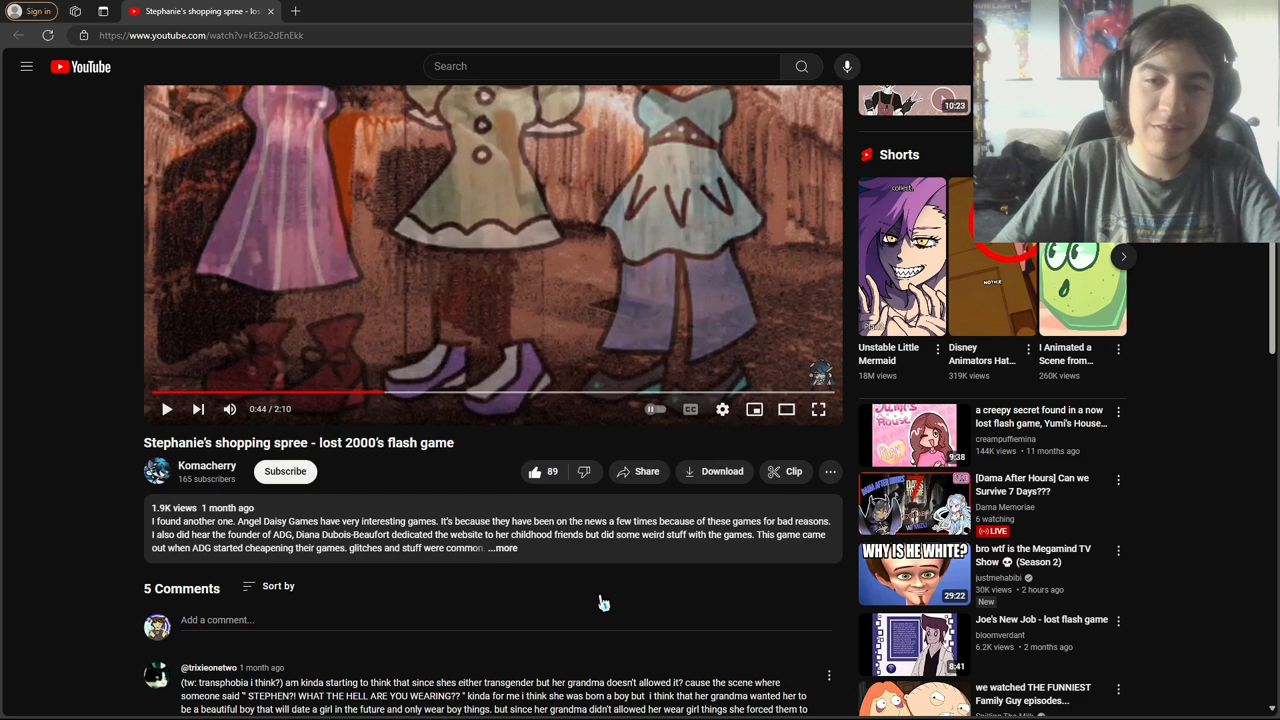 Sign in
Stephanie's shopping spree - lost
https://www.youtube.com/watch?v=kE3o2dEnEkk
YouTube
Search
10:23
Shorts
collect.
NOTICE
Unstable Little Mermaid
18M views
Disney Animators Hat...
319K views
I Animated a Scene from...
260K views
0:44 / 2:10
CC
Stephanie's shopping spree - lost 2000's flash game
Komacherry
165 subscribers
Subscribe
89
Share
Download
Clip
1.9K views 1 month ago
I found another one. Angel Daisy Games have very interesting games. It's because they have been on the news a few times because of these games for bad reasons.
I also did hear the founder of ADG, Diana Dubois-Beaufort dedicated the website to her childhood friends but did some weird stuff with the games. This game came
out when ADG started cheapening their games. glitches and stuff were common. ...more
5 Comments
Sort by
Add a comment...
@trixieonetwo 1 month ago
(tw: transphobia i think?) am kinda starting to think that since shes either transgender but her grandma doesn't allowed it? cause the scene where
someone said " STEPHEN?! WHAT THE HELL ARE YOU WEARING?? " kinda for me i think she was born a boy but i think that her grandma wanted her to
be a beautiful boy that will die a great man in future and only wear boy things. but since her grandma didn't allowed her wear girl things she forced them to
a creepy secret found in a now
lost flash game, Yumi's House...
creampuffemina
144K views • 11 months ago
9:38
[Dama After Hours] Can we
Survive 7 Days???
Dama Memoriae
6 watching
LIVE
WHY IS HE WHITE?
29:22
bro wtf is the Megamind TV
Show 💀 (Season 2)
justmehabibi
30K views • 2 hours ago
New
Joe's New Job - lost flash game
bloomverdant
6.2K views • 2 months ago
8:41
we watched THE FUNNIEST
Family Guy episodes...